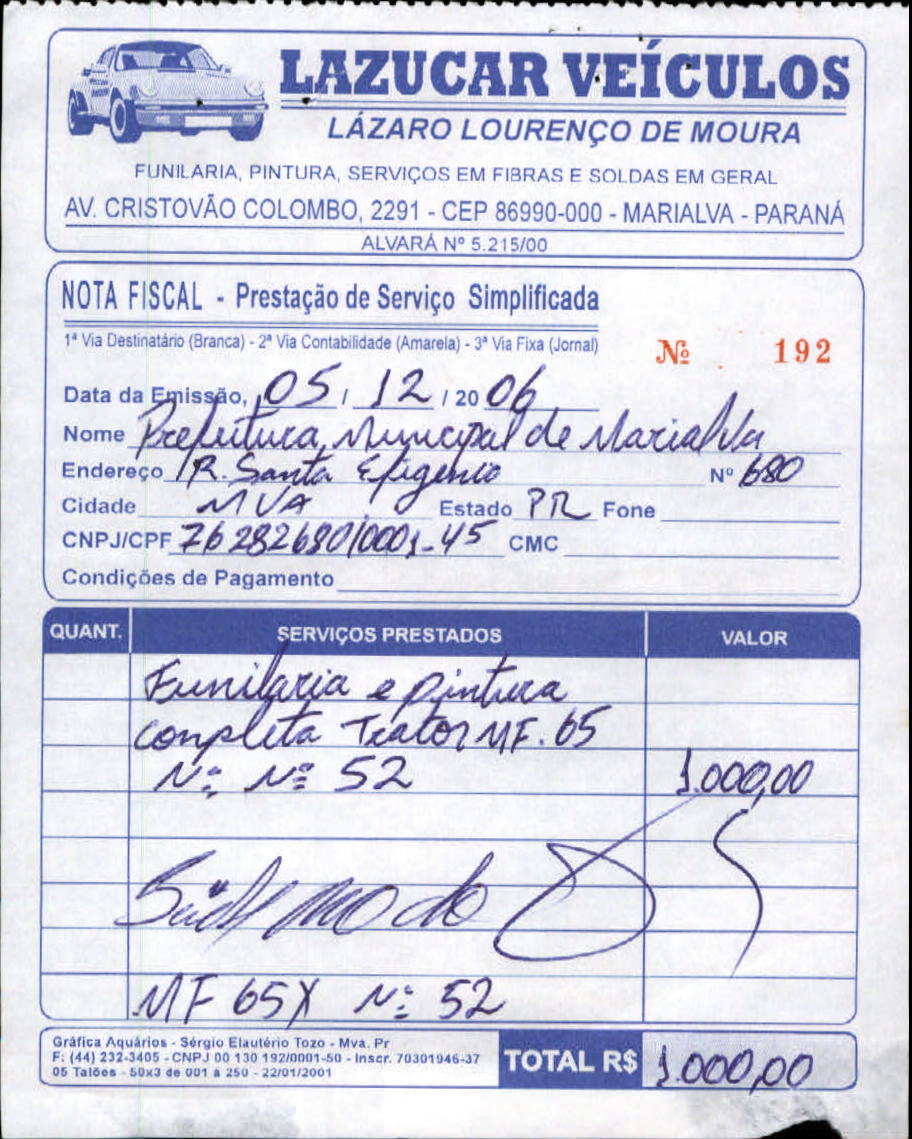 LAZUCAR VEÍCULOS
LÁZARO LOURENÇO DE MOURA
FUNILARIA, PINTURA, SERVIÇOS EM FIBRAS E SOLDAS EM GERAL
AV. CRISTOVÃO COLOMBO, 2291 - CEP 86990-000 - MARIALVA - PARANÁ
ALVARÁ Nº 5.215/00
NOTA FISCAL - Prestação de Serviço Simplificada
1ª Via Destinatário (Branca) - 2ª Via Contabilidade (Amarela) - 3ª Via Fixa (Jornal)
Nº 192
Data da Emissão, 05 / 12 / 2006
Nome Prefeitura Municipal de Marialva
Endereço R. Santa Efigenio Nº 680
Cidade MVA Estado PR Fone
CNPJ/CPF 76282680/0001-45 CMC
Condições de Pagamento
QUANT. SERVIÇOS PRESTADOS VALOR
Funilaria e pintura
conpleta Trator MF. 65
Nº Nº 52 1.000,00
MF 65X Nº 52
Gráfica Aquários - Sérgio Elautério Tozo - Mva. Pr
F: (44) 232-3405 - CNPJ 00 130 192/0001-50 - Inscr. 70301946-37
05 Talões - 50x3 de 001 à 250 - 22/01/2001
TOTAL R$ 1.000,00